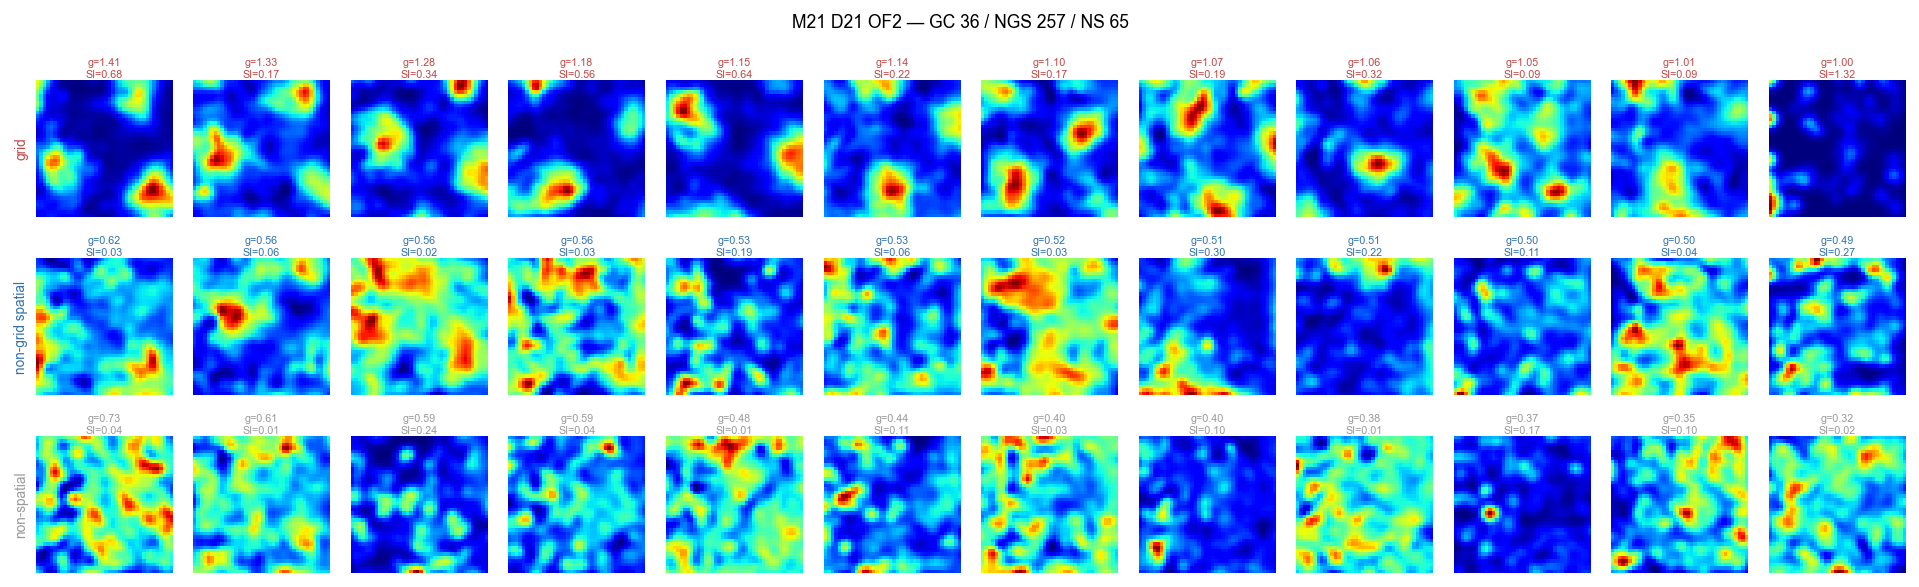 M21 D21 OF2 — GC 36 / NGS 257 / NS 65
g=1.41 g=1.33 g=1.28 g=1.18 g=1.15 g=1.14 g=1.10 g=1.07 g=1.06 g=1.05 g=1.01 g=1.00
SI=0.68 SI=0.17 SI=0.34 SI=0.56 SI=0.64 SI=0.22 SI=0.17 SI=0.19 SI=0.32 SI=0.09 SI=0.09 SI=1.32
grid
g=0.62 g=0.56 g=0.56 g=0.56 g=0.53 g=0.53 g=0.52 g=0.51 g=0.51 g=0.50 g=0.50 g=0.49
SI=0.03 SI=0.06 SI=0.02 SI=0.03 SI=0.19 SI=0.06 SI=0.03 SI=0.30 SI=0.22 SI=0.11 SI=0.04 SI=0.27
non-grid spatial
g=0.73 g=0.61 g=0.59 g=0.59 g=0.48 g=0.44 g=0.40 g=0.40 g=0.38 g=0.37 g=0.35 g=0.32
SI=0.04 SI=0.01 SI=0.24 SI=0.04 SI=0.01 SI=0.11 SI=0.03 SI=0.10 SI=0.01 SI=0.17 SI=0.10 SI=0.02
non-spatial